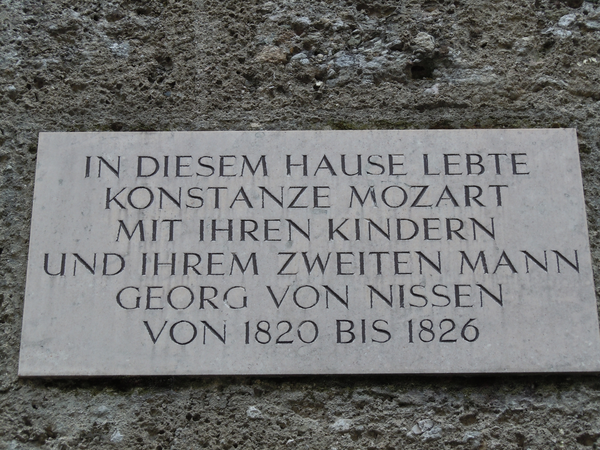 IN DIESEM HAUSE LEBTE
KONSTANZE MOZART
MIT IHREN KINDERN
UND IHREM ZWEITEN MANN
GEORG VON NISSEN
VON 1820 BIS 1826